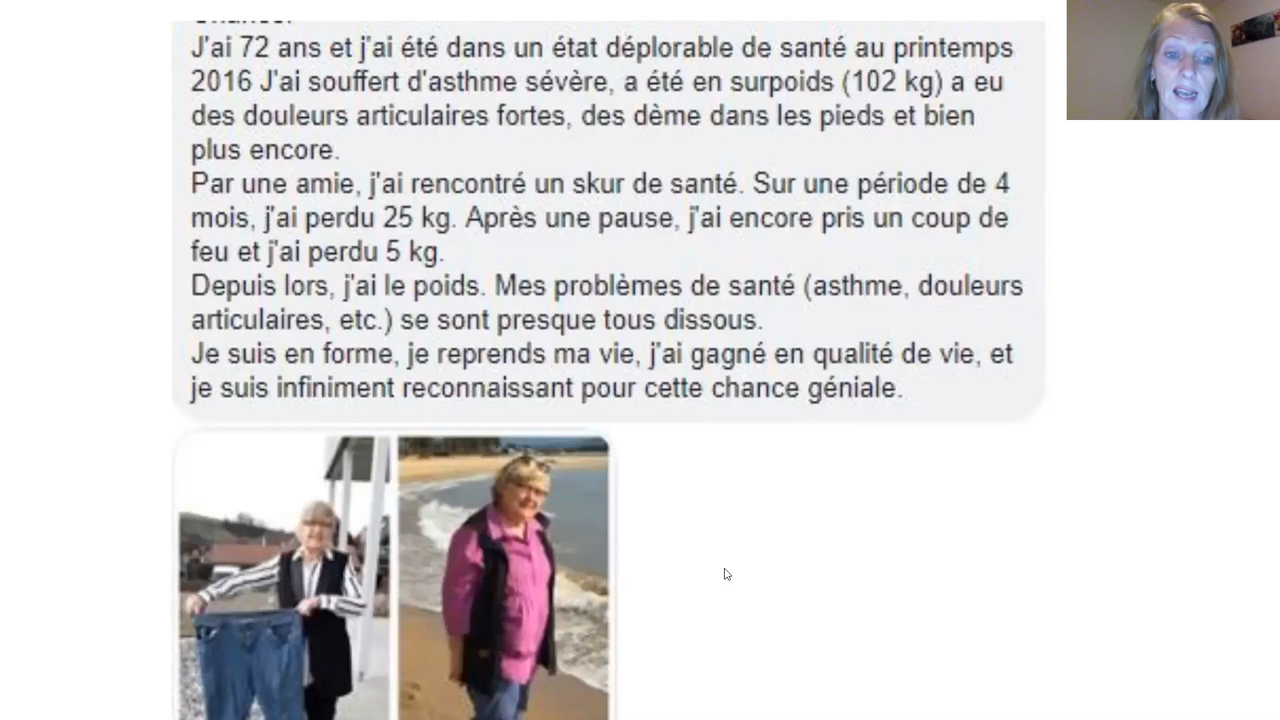 J'ai 72 ans et j'ai été dans un état déplorable de santé au printemps
2016 J'ai souffert d'asthme sévère, a été en surpoids (102 kg) a eu
des douleurs articulaires fortes, des dème dans les pieds et bien
plus encore.
Par une amie, j'ai rencontré un skur de santé. Sur une période de 4
mois, j'ai perdu 25 kg. Après une pause, j'ai encore pris un coup de
feu et j'ai perdu 5 kg.
Depuis lors, j'ai le poids. Mes problèmes de santé (asthme, douleurs
articulaires, etc.) se sont presque tous dissous.
Je suis en forme, je reprends ma vie, j'ai gagné en qualité de vie, et
je suis infiniment reconnaissant pour cette chance géniale.